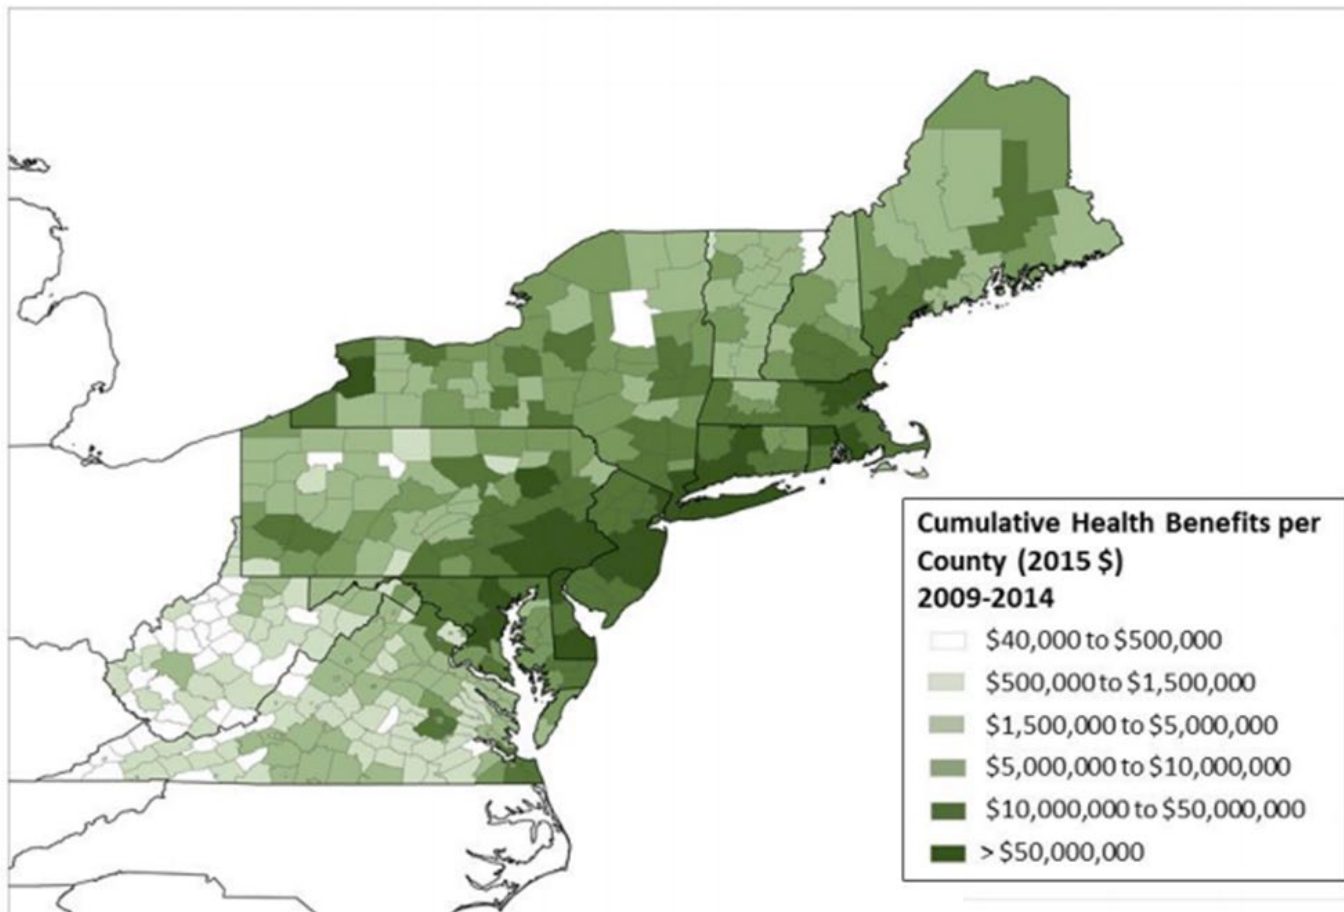 Cumulative Health Benefits per
County (2015 $)
2009-2014
$40,000 to $500,000
$500,000 to $1,500,000
$1,500,000 to $5,000,000
$5,000,000 to $10,000,000
$10,000,000 to $50,000,000
> $50,000,000